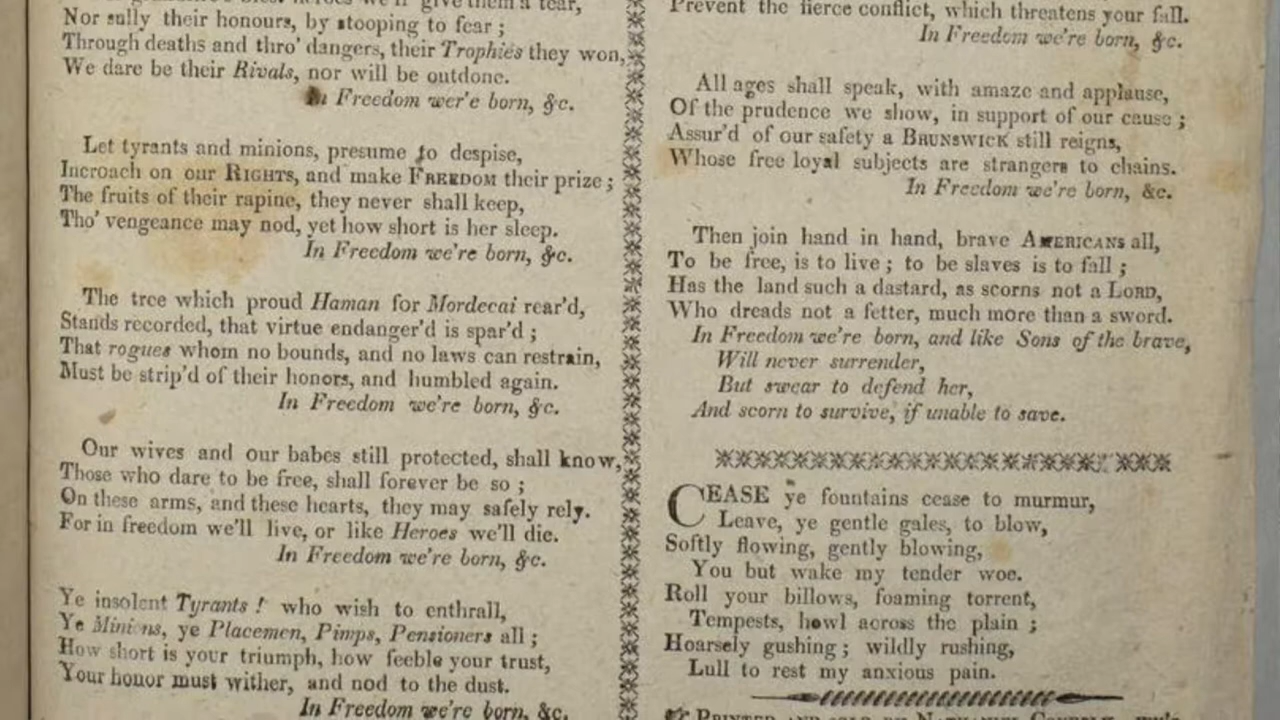 heroes we'll give them a tear,
Nor sully their honours, by stooping to fear ;
Through deaths and thro' dangers, their Trophies they won,
We dare be their Rivals, nor will be outdone.
In Freedom wer'e born, &c.
Let tyrants and minions, presume to despise,
Incroach on our RIGHTS, and make FREEDOM their prize ;
The fruits of their rapine, they never shall keep,
Tho' vengeance may nod, yet how short is her sleep.
In Freedom we're born, &c.
The tree which proud Haman for Mordecai rear'd,
Stands recorded, that virtue endanger'd is spar'd ;
That rogues whom no bounds, and no laws can restrain,
Must be strip'd of their honors, and humbled again.
In Freedom we're born, &c.
Our wives and our babes still protected, shall know,
Those who dare to be free, shall forever be so ;
On these arms, and these hearts, they may safely rely.
For in freedom we'll live, or like Heroes we'll die.
In Freedom we're born, &c.
Ye insolent Tyrants ! who wish to enthrall,
Ye Minions, ye Placemen, Pimps, Pensioners all ;
How short is your triumph, how feeble your trust,
Your honor must wither, and nod to the dust.
In Freedom we're born, &c.
Prevent the fierce conflict, which threatens your fall.
In Freedom we're born, &c.
All ages shall speak, with amaze and applause,
Of the prudence we show, in support of our cause ;
Assur'd of our safety a BRUNSWICK still reigns,
Whose free loyal subjects are strangers to chains.
In Freedom we're born, &c.
Then join hand in hand, brave AMERICANS all,
To be free, is to live ; to be slaves is to fall ;
Has the land such a dastard, as scorns not a LORD,
Who dreads not a fetter, much more than a sword.
In Freedom we're born, and like Sons of the brave,
Will never surrender,
But swear to defend her,
And scorn to survive, if unable to save.
CEASE ye fountains cease to murmur,
Leave, ye gentle gales, to blow,
Softly flowing, gently blowing,
You but wake my tender woe.
Roll your billows, foaming torrent,
Tempests, howl across the plain ;
Hoarsely gushing ; wildly rushing,
Lull to rest my anxious pain.
PRINTED AND SOLD BY NATHANIEL